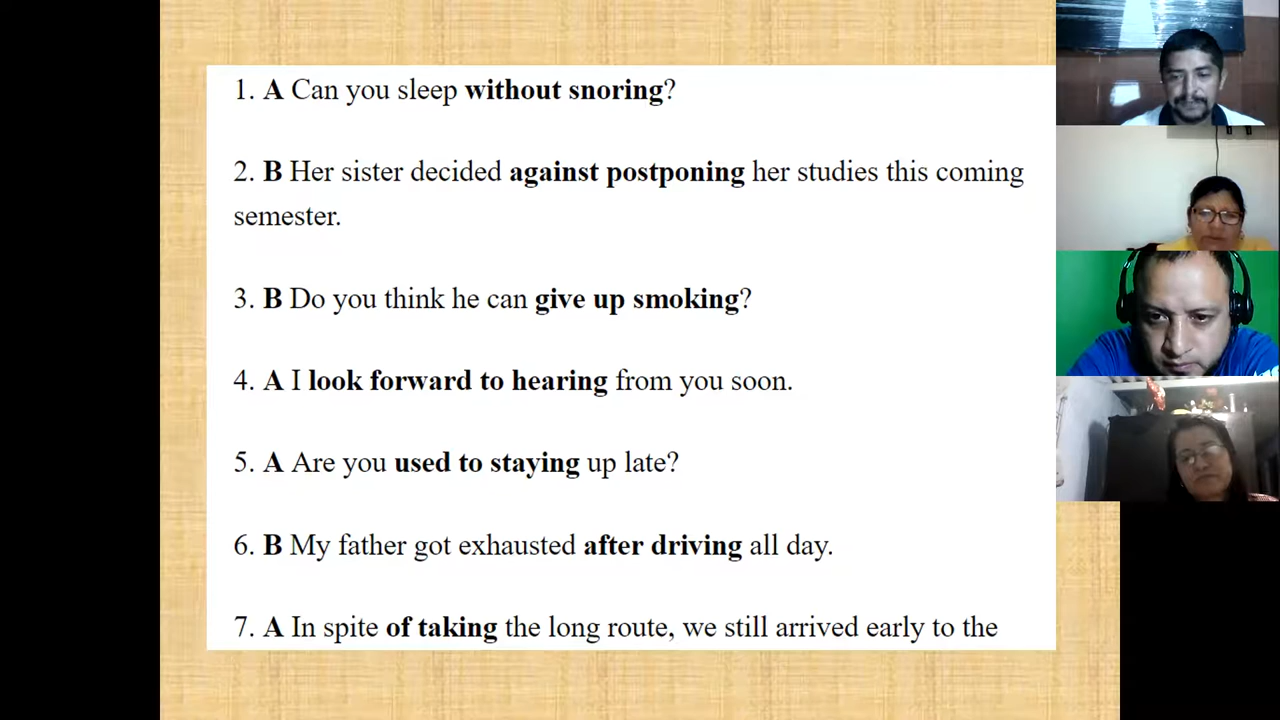 1. A Can you sleep without snoring?
2. B Her sister decided against postponing her studies this coming
semester.
3. B Do you think he can give up smoking?
4. A I look forward to hearing from you soon.
5. A Are you used to staying up late?
6. B My father got exhausted after driving all day.
7. A In spite of taking the long route, we still arrived early to the